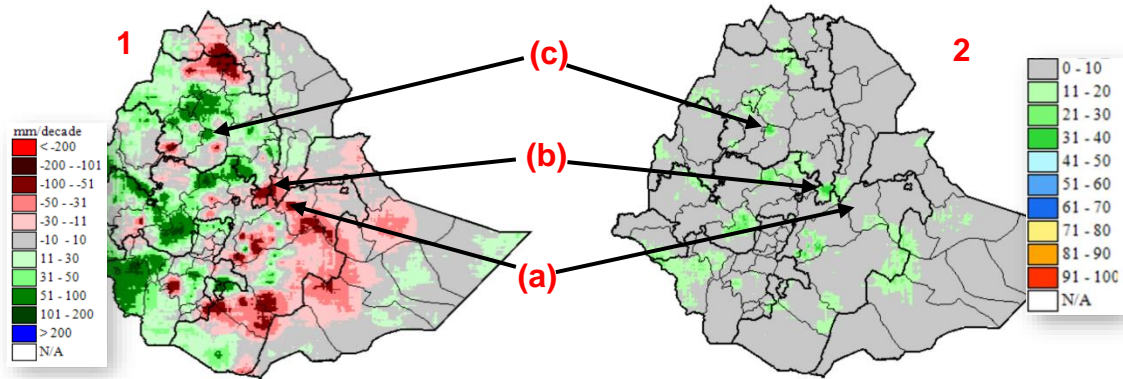 1
2
(c)
(b)
(a)
mm/decade
< -200
-200 - -101
-100 - -51
-50 - -31
-30 - -11
-10 - 10
11 - 30
31 - 50
51 - 100
101 - 200
> 200
N/A
0 - 10
11 - 20
21 - 30
31 - 40
41 - 50
51 - 60
61 - 70
71 - 80
81 - 90
91 - 100
N/A